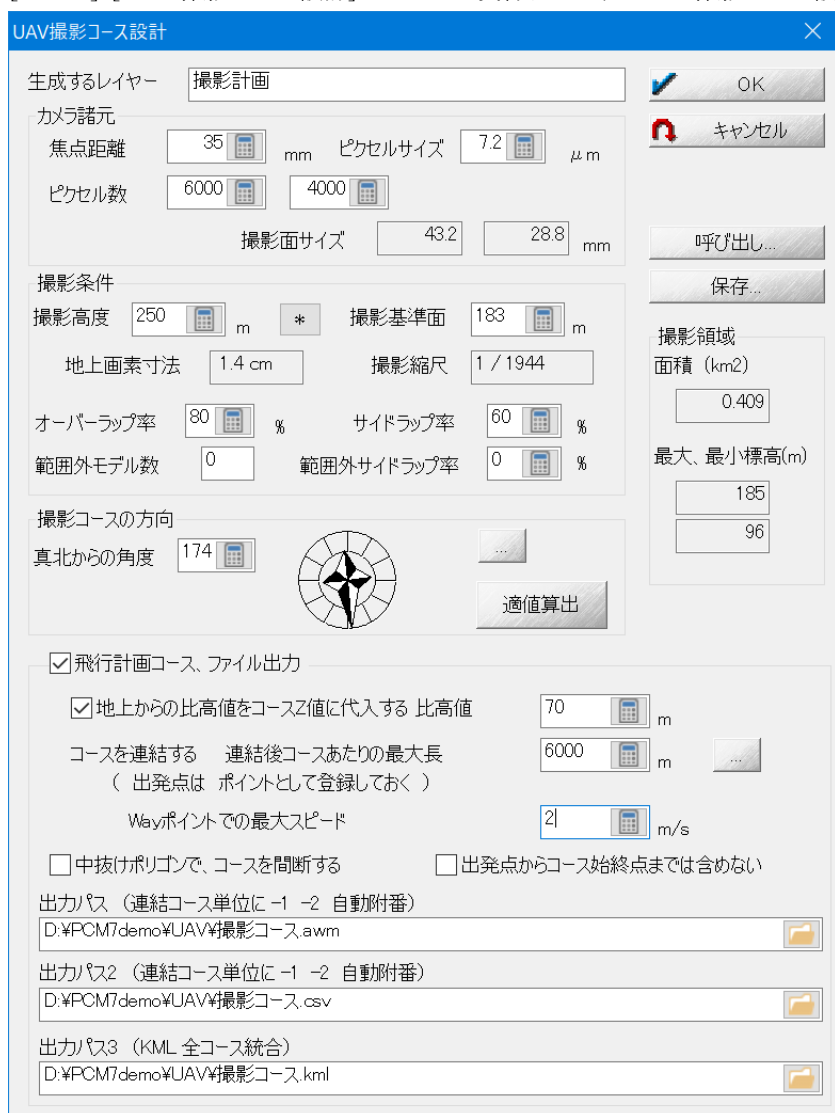 UAV撮影コース設計
生成するレイヤー 撮影計画
OK
カメラ諸元
キャンセル
焦点距離 35 mm ピクセルサイズ 7.2 μm
ピクセル数 6000 4000
撮影面サイズ 43.2 28.8 mm
呼び出し...
保存...
撮影条件
撮影高度 250 m * 撮影基準面 183 m
地上画素寸法 1.4 cm 撮影縮尺 1 / 1944
オーバーラップ率 80 % サイドラップ率 60 %
範囲外モデル数 0 範囲外サイドラップ率 0 %
撮影領域
面積 (km2)
0.409
最大、最小標高(m)
185
96
撮影コースの方向
真北からの角度 174
...
適値算出
飛行計画コース、ファイル出力
地上からの比高値をコースZ値に代入する 比高値 70 m
コースを連結する 連結後コースあたりの最大長 6000 m ...
( 出発点は ポイントとして登録しておく )
Wayポイントでの最大スピード 2 m/s
中抜けポリゴンで、コースを間断する 出発点からコース始終点までは含めない
出力パス (連結コース単位に -1 -2 自動附番)
D:¥PCM7demo¥UAV¥撮影コース.awm
出力パス2 (連結コース単位に -1 -2 自動附番)
D:¥PCM7demo¥UAV¥撮影コース.csv
出力パス3 (KML 全コース統合)
D:¥PCM7demo¥UAV¥撮影コース.kml